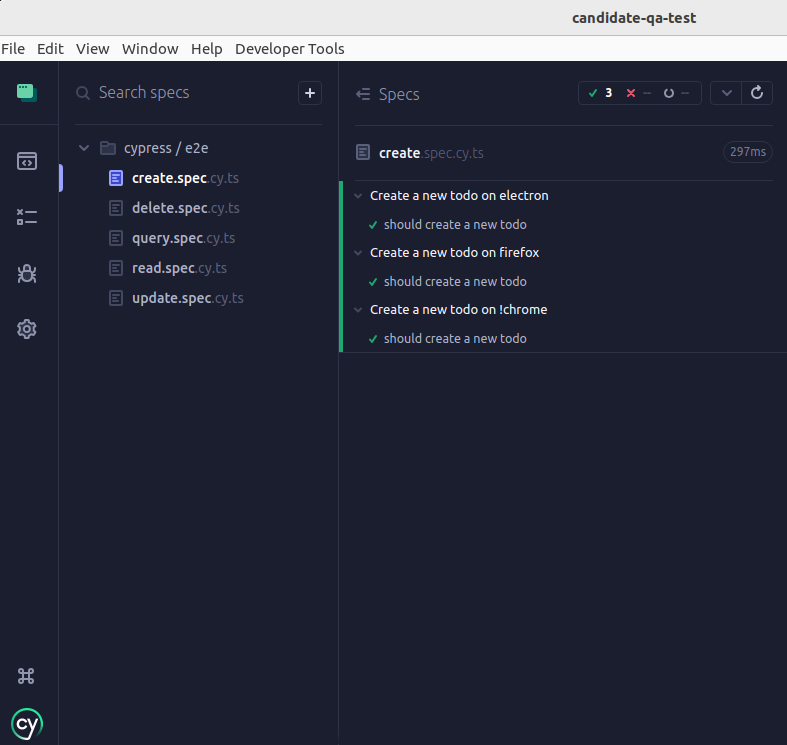 candidate-qa-test
File Edit View Window Help Developer Tools
Search specs
+
Specs
3 -- --
cypress / e2e
create.spec.cy.ts
delete.spec.cy.ts
query.spec.cy.ts
read.spec.cy.ts
update.spec.cy.ts
create.spec.cy.ts 297ms
Create a new todo on electron
should create a new todo
Create a new todo on firefox
should create a new todo
Create a new todo on !chrome
should create a new todo
cy